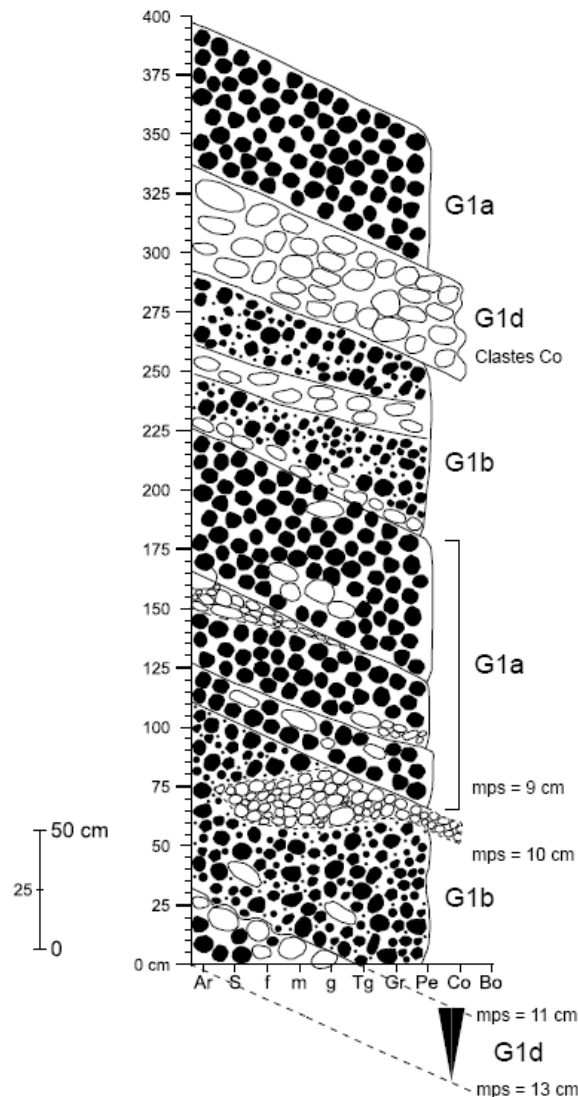 400
375
350
325
300
275
250
225
200
175
150
125
100
75
50
25
0 cm
G1a
G1d
Clastes Co
G1b
G1a
mps = 9 cm
mps = 10 cm
G1b
50 cm
25
0
Ar S f m g Tg Gr Pe Co Bo
mps = 11 cm
G1d
mps = 13 cm